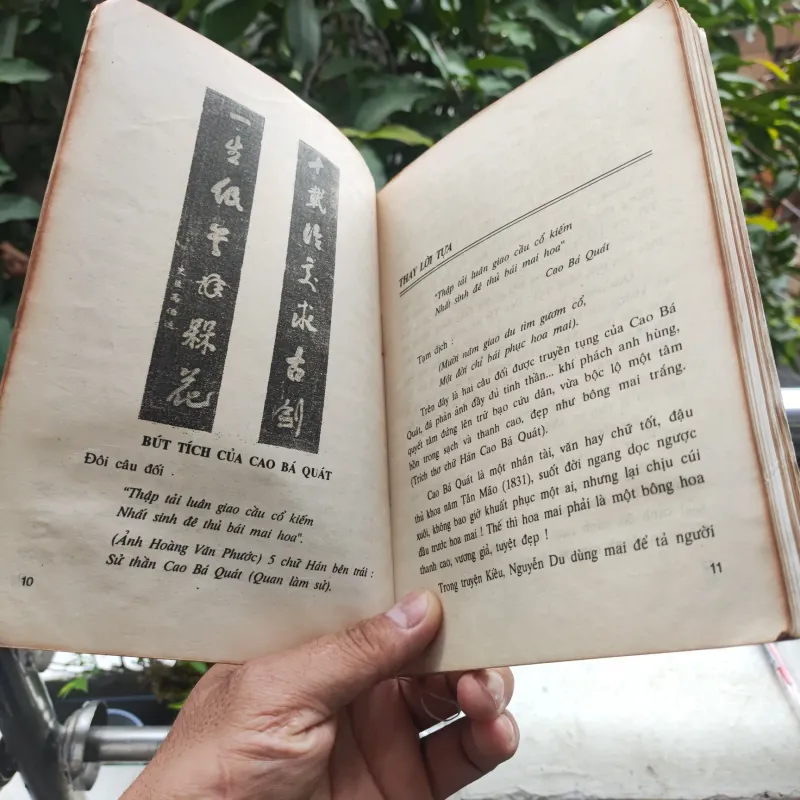 十載論交求古劍
一生低首拜槑花
史臣高伯适
BÚT TÍCH CỦA CAO BÁ QUÁT
Đôi câu đối
"Thập tải luân giao cầu cổ kiếm
Nhất sinh đê thủ bái mai hoa".
(Ảnh Hoàng Văn Phước) 5 chữ Hán bên trái :
Sử thần Cao Bá Quát (Quan làm sử).
10
THAY LỜI TỰA
"Thập tải luân giao cầu cổ kiếm
Nhất sinh đê thủ bái mai hoa"
Cao Bá Quát
Tạm dịch :
(Mười năm giao du tìm gươm cổ,
Một đời chỉ bái phục hoa mai).
Trên đây là hai câu đối được truyền tụng của Cao Bá
Quát, đã phản ảnh đầy đủ tinh thần... khí phách anh hùng,
quyết tâm đứng lên trừ bạo cứu dân, vừa bộc lộ một tâm
hồn trong sạch và thanh cao, đẹp như bông mai trắng.
(Trích thơ chữ Hán Cao Bá Quát).
Cao Bá Quát là một nhân tài, văn hay chữ tốt, đậu
thủ khoa năm Tân Mão (1831), suốt đời ngang dọc ngược
xuôi, không bao giờ khuất phục một ai, nhưng lại chịu cúi
đầu trước hoa mai ! Thế thì hoa mai phải là một bông hoa
thanh cao, vương giả, tuyệt đẹp !
Trong truyện Kiều, Nguyễn Du dùng mai để tả người
11